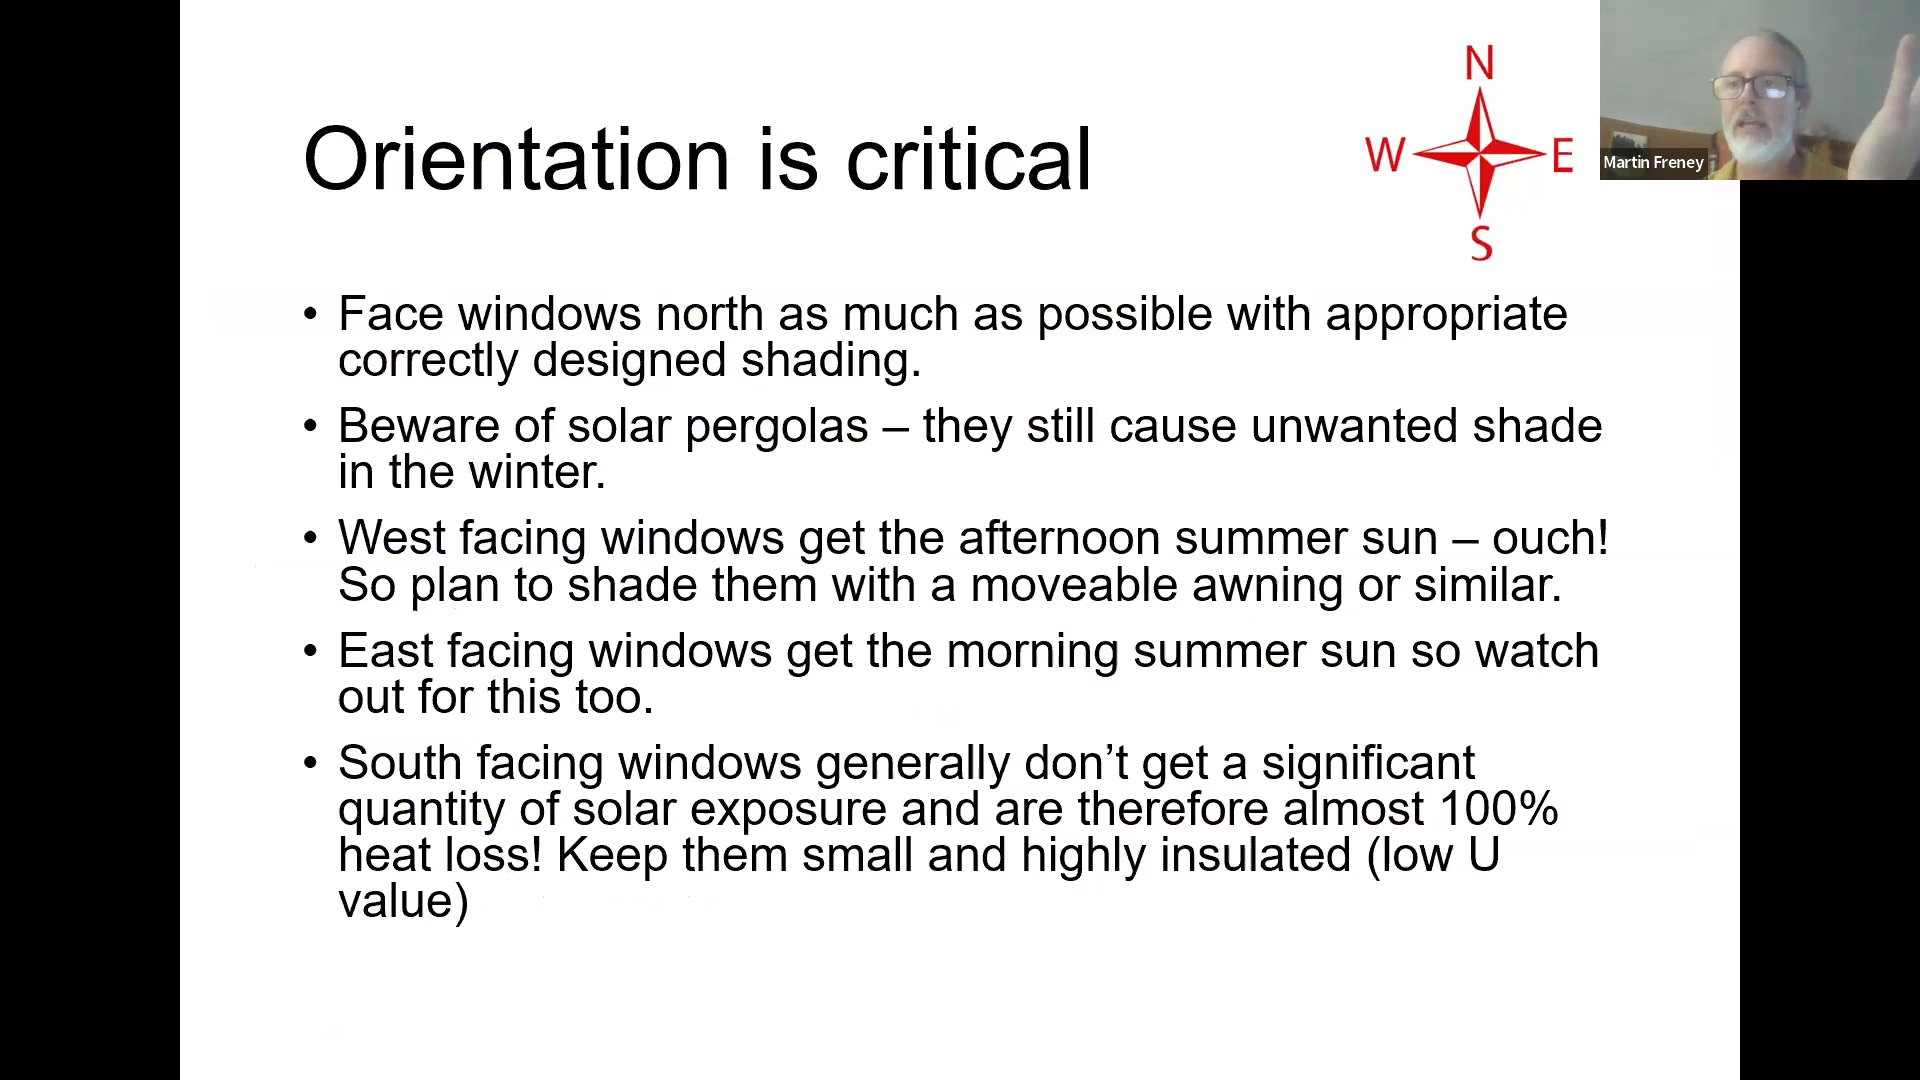 N
Orientation is critical
W E
Martin Freney
S
• Face windows north as much as possible with appropriate
correctly designed shading.
• Beware of solar pergolas – they still cause unwanted shade
in the winter.
• West facing windows get the afternoon summer sun – ouch!
So plan to shade them with a moveable awning or similar.
• East facing windows get the morning summer sun so watch
out for this too.
• South facing windows generally don’t get a significant
quantity of solar exposure and are therefore almost 100%
heat loss! Keep them small and highly insulated (low U
value)